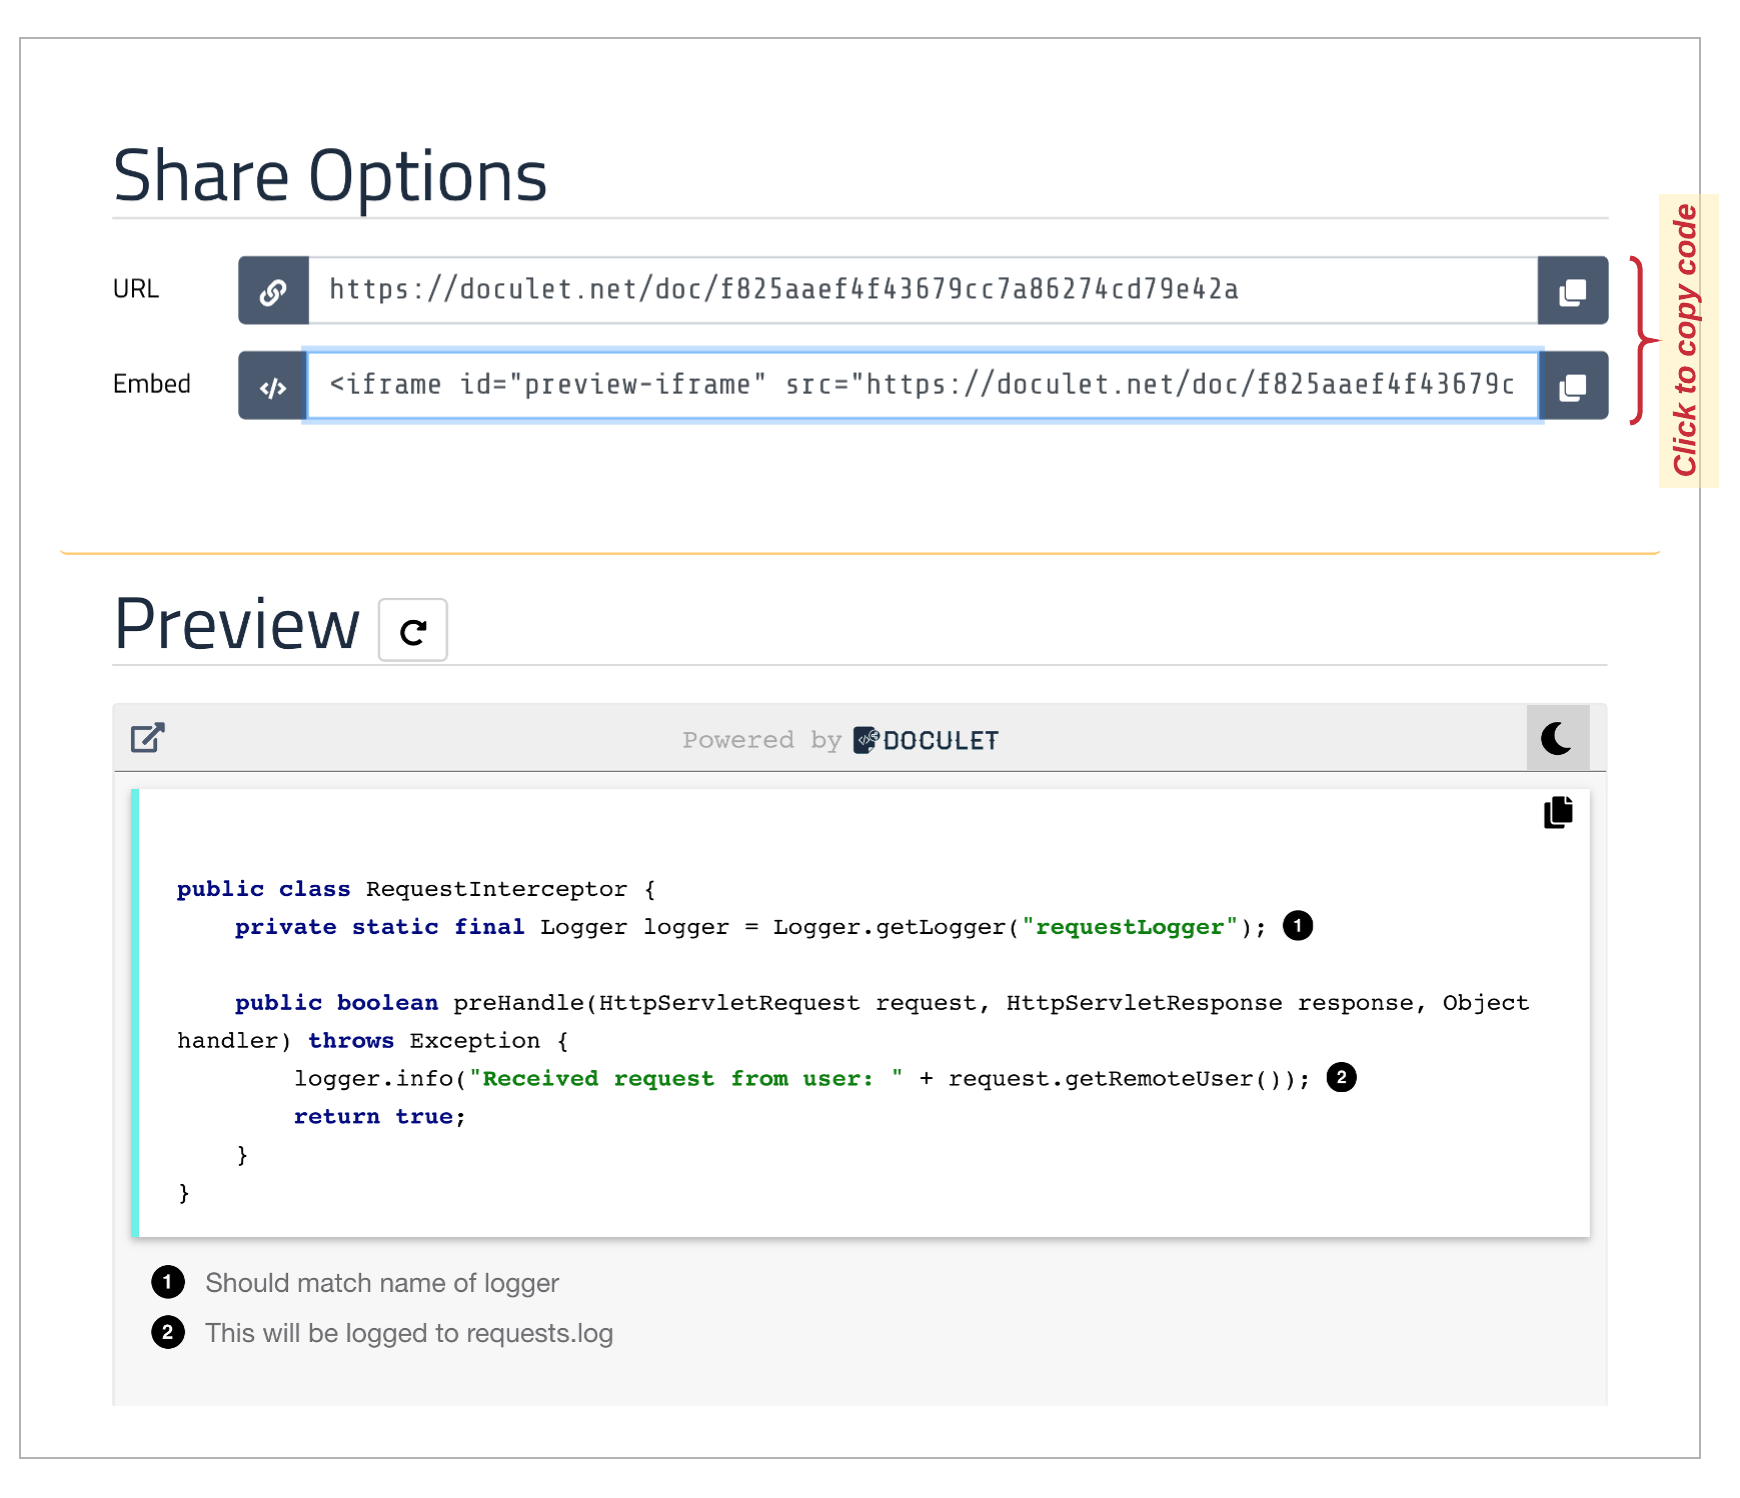 Share Options
URL
https://doculet.net/doc/f825aaef4f43679cc7a86274cd79e42a
Embed
<iframe id="preview-iframe" src="https://doculet.net/doc/f825aaef4f43679c
Click to copy code
Preview
Powered by DOCULET
public class RequestInterceptor {
    private static final Logger logger = Logger.getLogger("requestLogger"); 1
    public boolean preHandle(HttpServletRequest request, HttpServletResponse response, Object
handler) throws Exception {
        logger.info("Received request from user: " + request.getRemoteUser()); 2
        return true;
    }
}
1 Should match name of logger
2 This will be logged to requests.log